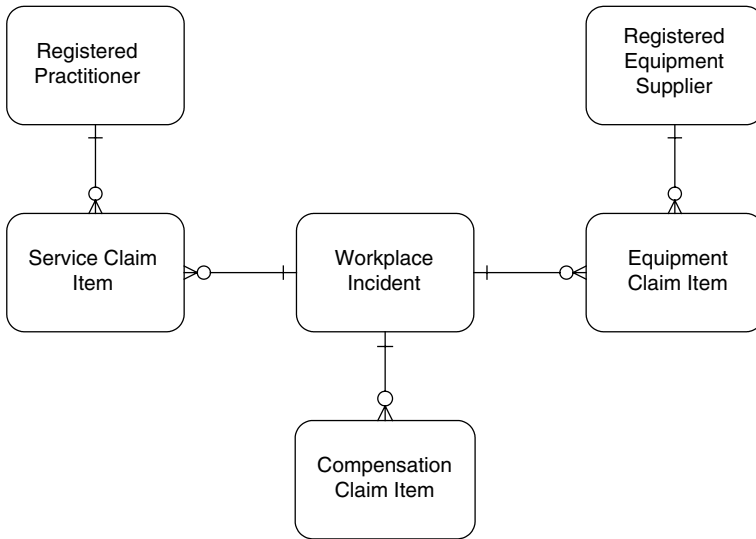 Registered
Practitioner
Registered
Equipment
Supplier
Service Claim
Item
Workplace
Incident
Equipment
Claim Item
Compensation
Claim Item